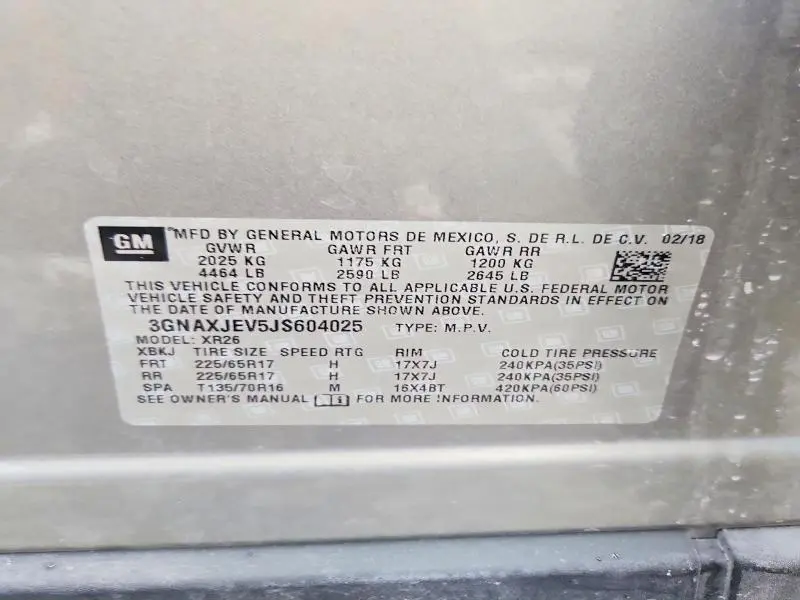 GM
MFD BY GENERAL MOTORS DE MEXICO, S. DE R.L. DE C.V. 02/18
GVWR GAWR FRT GAWR RR
2025 KG 1175 KG 1200 KG
4464 LB 2590 LB 2645 LB
THIS VEHICLE CONFORMS TO ALL APPLICABLE U.S. FEDERAL MOTOR
VEHICLE SAFETY AND THEFT PREVENTION STANDARDS IN EFFECT ON
THE DATE OF MANUFACTURE SHOWN ABOVE.
3GNAXJEV5JS604025 TYPE: M.P.V.
MODEL: XR26
XBKJ TIRE SIZE SPEED RTG RIM COLD TIRE PRESSURE
FRT 225/65R17 H 17X7J 240KPA(35PSI)
RR 225/65R17 H 17X7J 240KPA(35PSI)
SPA T135/70R16 M 16X4BT 420KPA(60PSI)
SEE OWNER'S MANUAL i FOR MORE INFORMATION.